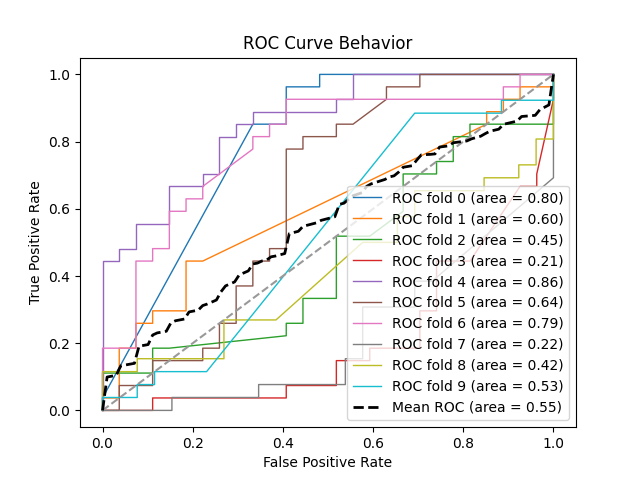 ROC Curve Behavior
True Positive Rate
1.0
0.8
0.6
0.4
0.2
0.0
ROC fold 0 (area = 0.80)
ROC fold 1 (area = 0.60)
ROC fold 2 (area = 0.45)
ROC fold 3 (area = 0.21)
ROC fold 4 (area = 0.86)
ROC fold 5 (area = 0.64)
ROC fold 6 (area = 0.79)
ROC fold 7 (area = 0.22)
ROC fold 8 (area = 0.42)
ROC fold 9 (area = 0.53)
Mean ROC (area = 0.55)
0.0 0.2 0.4 0.6 0.8 1.0
False Positive Rate